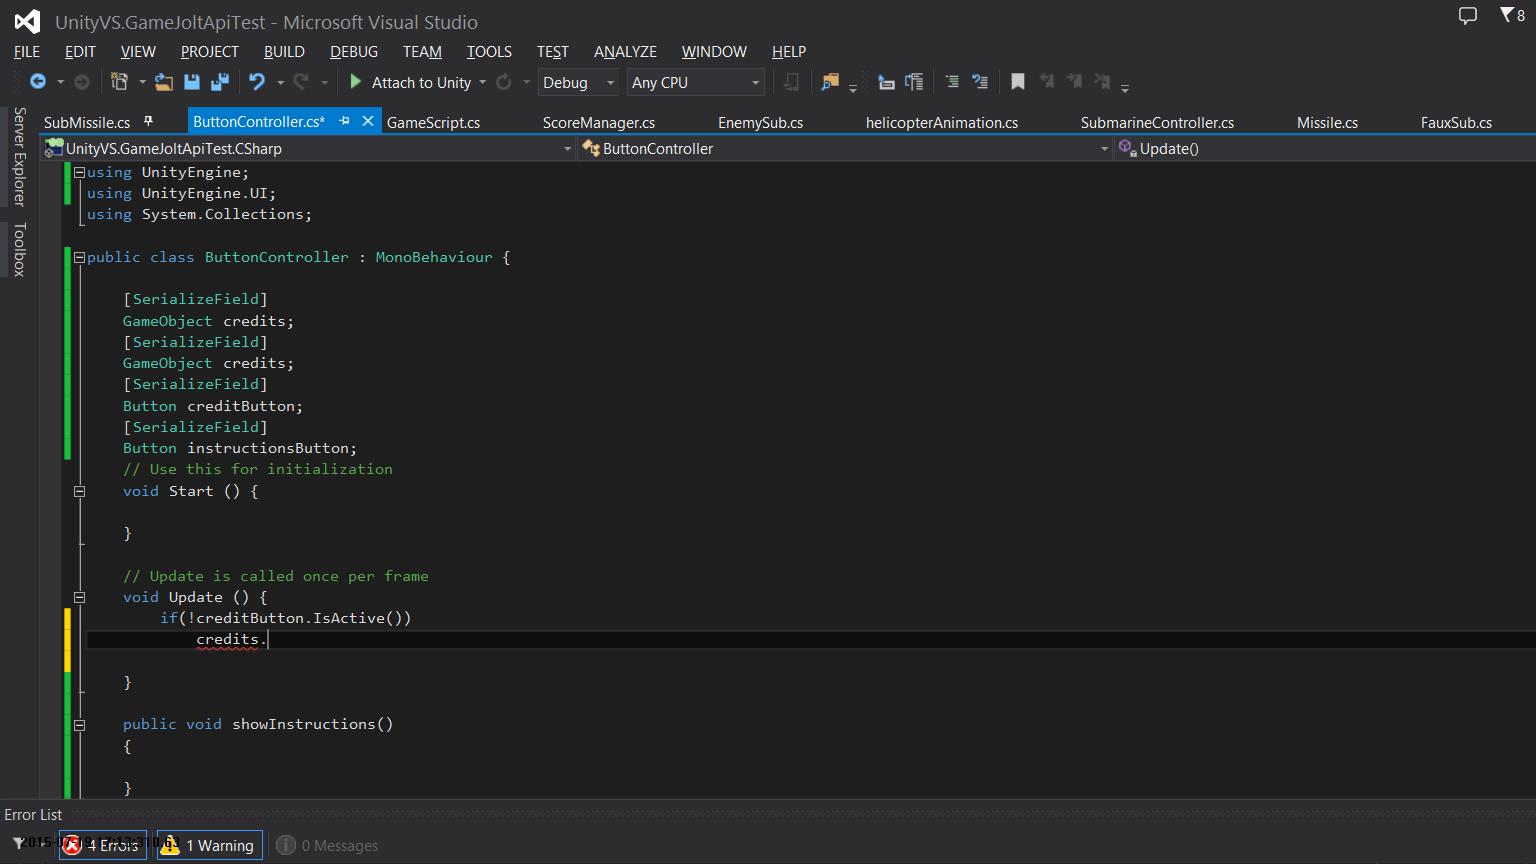 UnityVS.GameJoltApiTest - Microsoft Visual Studio
8
FILE EDIT VIEW PROJECT BUILD DEBUG TEAM TOOLS TEST ANALYZE WINDOW HELP
Attach to Unity Debug Any CPU
Server Explorer
Toolbox
SubMissile.cs ButtonController.cs* GameScript.cs ScoreManager.cs EnemySub.cs helicopterAnimation.cs SubmarineController.cs Missile.cs FauxSub.cs
UnityVS.GameJoltApiTest.CSharp ButtonController Update()
using UnityEngine;
using UnityEngine.UI;
using System.Collections;
public class ButtonController : MonoBehaviour {
[SerializeField]
GameObject credits;
[SerializeField]
GameObject credits;
[SerializeField]
Button creditButton;
[SerializeField]
Button instructionsButton;
// Use this for initialization
void Start () {
}
// Update is called once per frame
void Update () {
if(!creditButton.IsActive())
credits.
}
public void showInstructions()
{
}
Error List
4 Errors 1 Warning 0 Messages